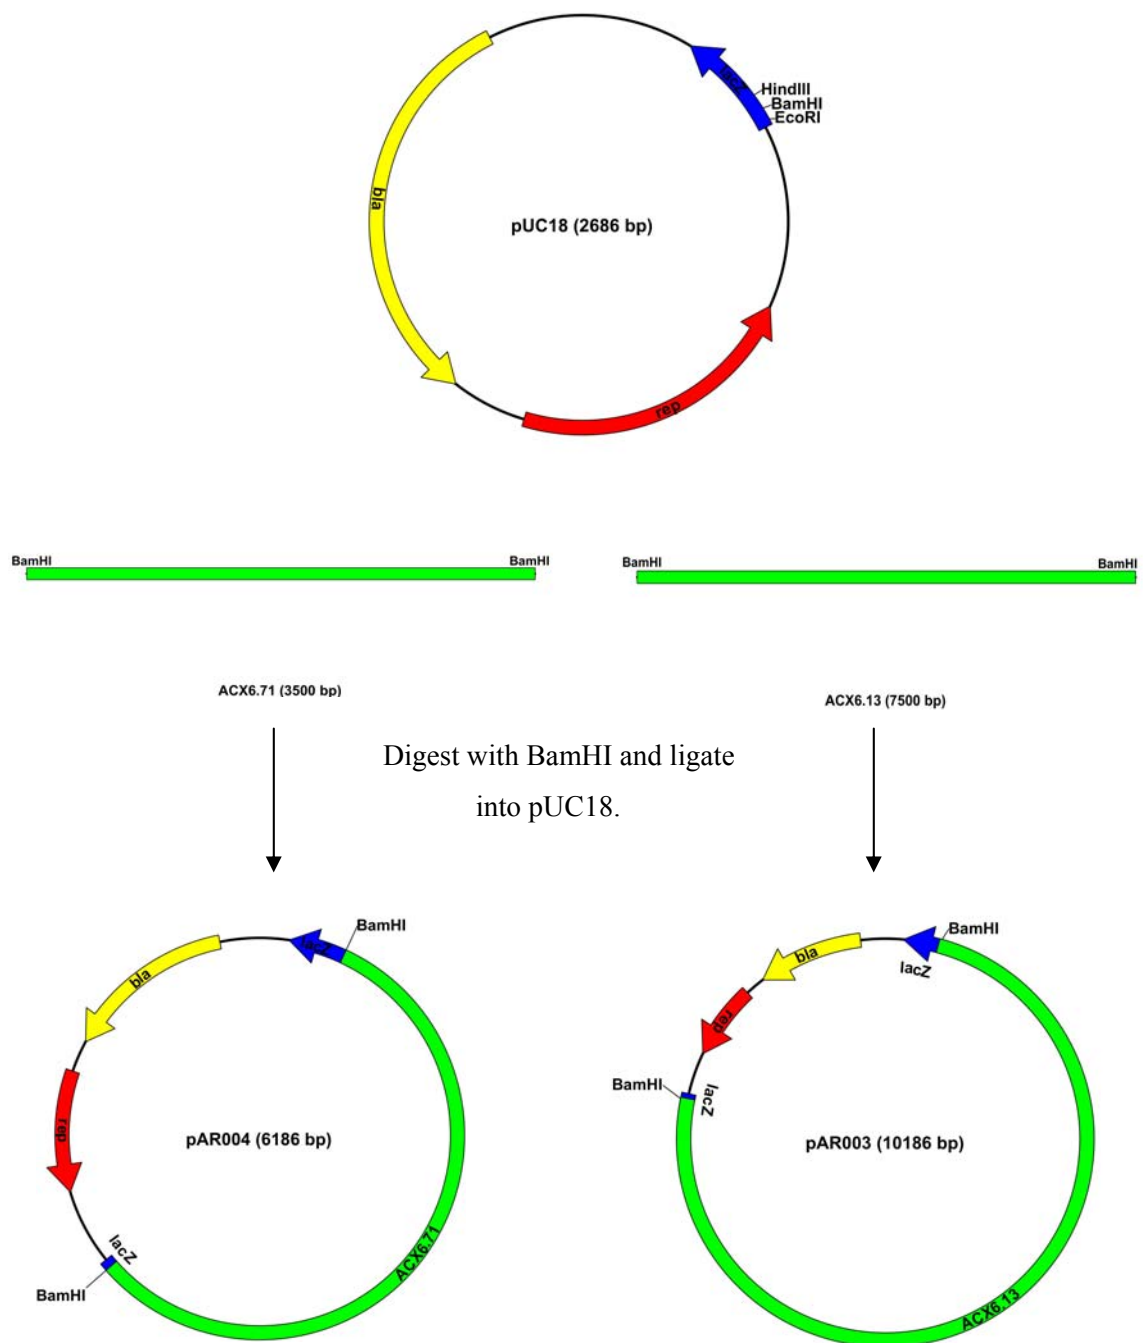 lacZ
HindIII
BamHI
EcoRI
bla
pUC18 (2686 bp)
rep
BamHI BamHI
BamHI BamHI
ACX6.71 (3500 bp)
ACX6.13 (7500 bp)
Digest with BamHI and ligate
into pUC18.
BamHI
lacZ
bla
rep
pAR004 (6186 bp)
lacZ
BamHI
ACX6.71
BamHI
bla
lacZ
rep
BamHI
lacZ
pAR003 (10186 bp)
ACX6.13